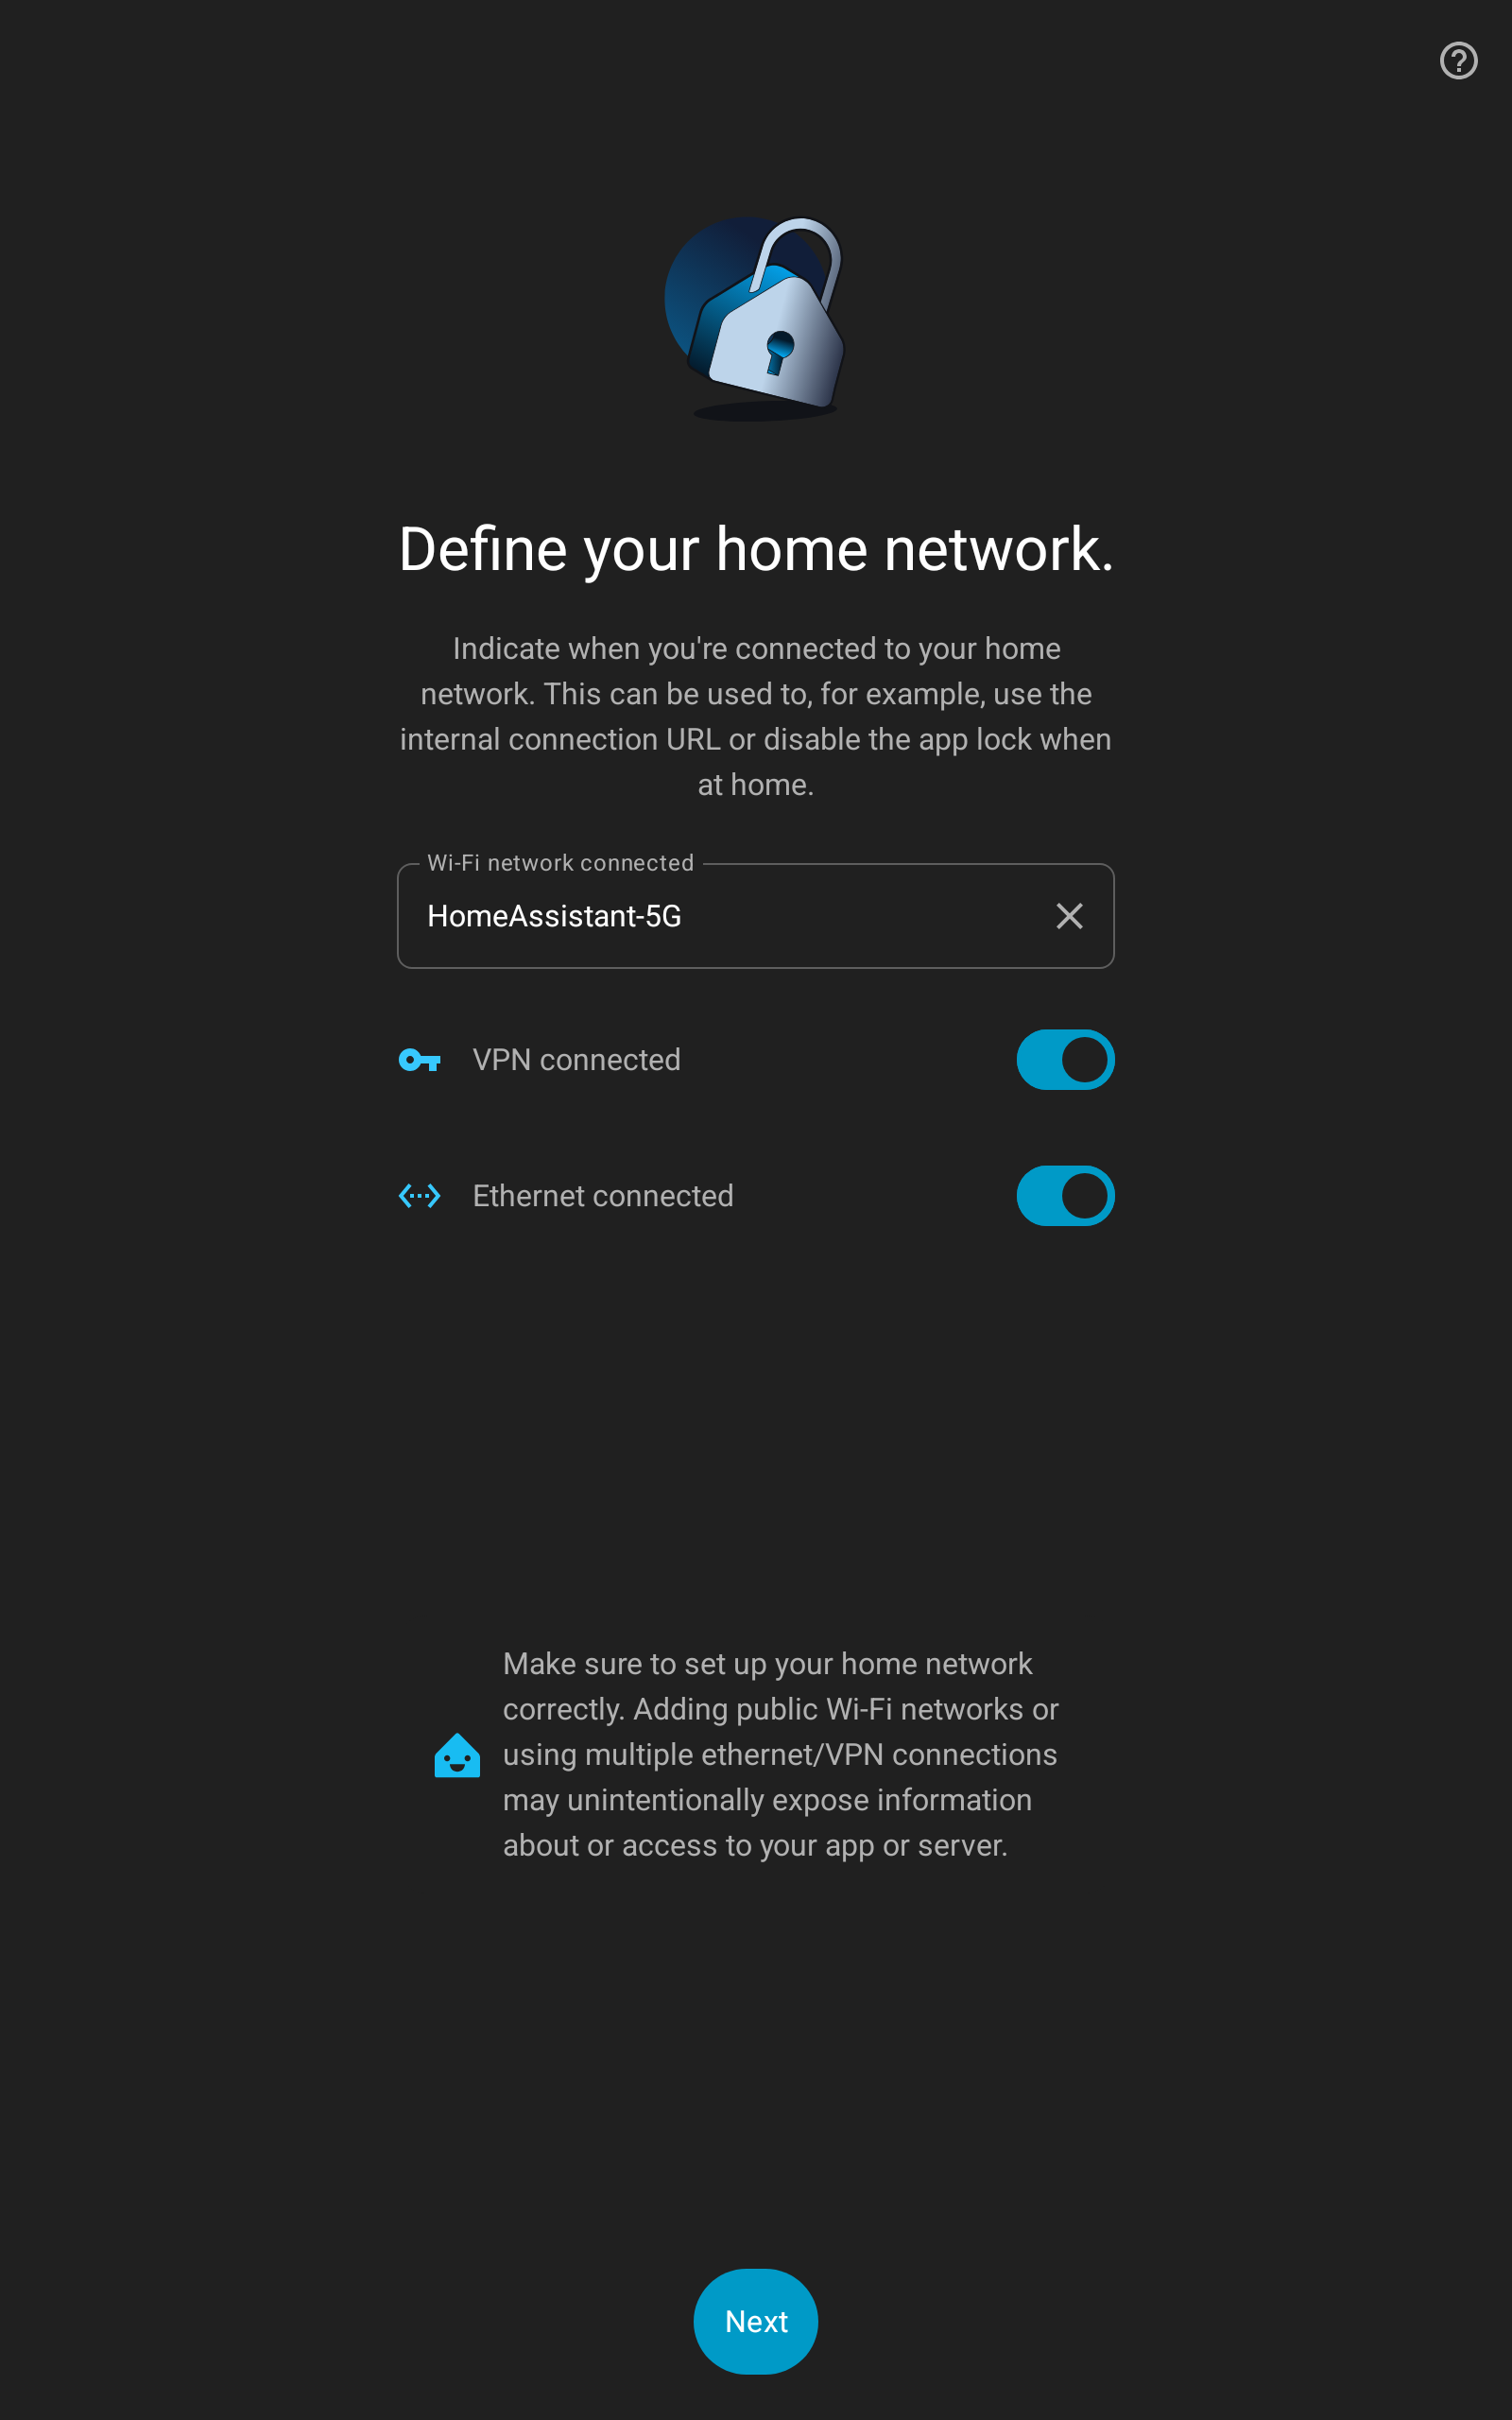 Define your home network.
Indicate when you're connected to your home
network. This can be used to, for example, use the
internal connection URL or disable the app lock when
at home.
Wi-Fi network connected
HomeAssistant-5G
VPN connected
Ethernet connected
Make sure to set up your home network
correctly. Adding public Wi-Fi networks or
using multiple ethernet/VPN connections
may unintentionally expose information
about or access to your app or server.
Next